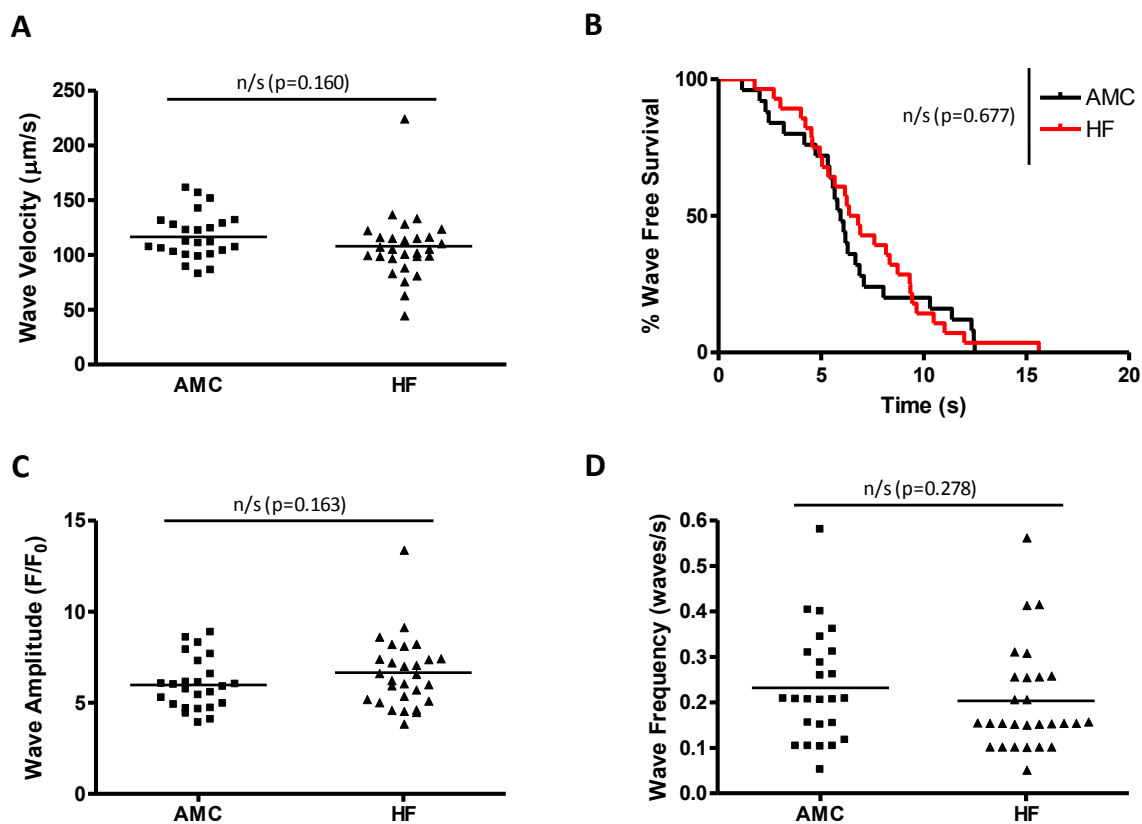 A
n/s (p=0.160)
250
200
150
100
50
0
Wave Velocity (µm/s)
AMC HF
B
100
50
0
% Wave Free Survival
n/s (p=0.677)
AMC
HF
0 5 10 15 20
Time (s)
C
n/s (p=0.163)
15
10
5
0
Wave Amplitude (F/F₀)
AMC HF
D
n/s (p=0.278)
0.6
0.5
0.4
0.3
0.2
0.1
0.0
Wave Frequency (waves/s)
AMC HF